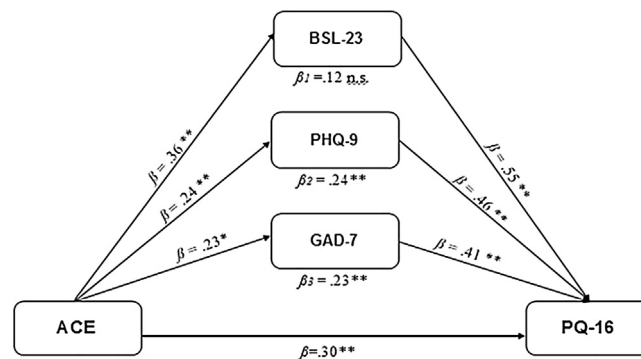 BSL-23
β1 =.12 n.s.
β = .36 **
β = .55 **
PHQ-9
β2 = .24 **
β = .24 **
β = .46 **
GAD-7
β3 = .23 **
β = .23*
β = .41 **
ACE
PQ-16
β=.30 **